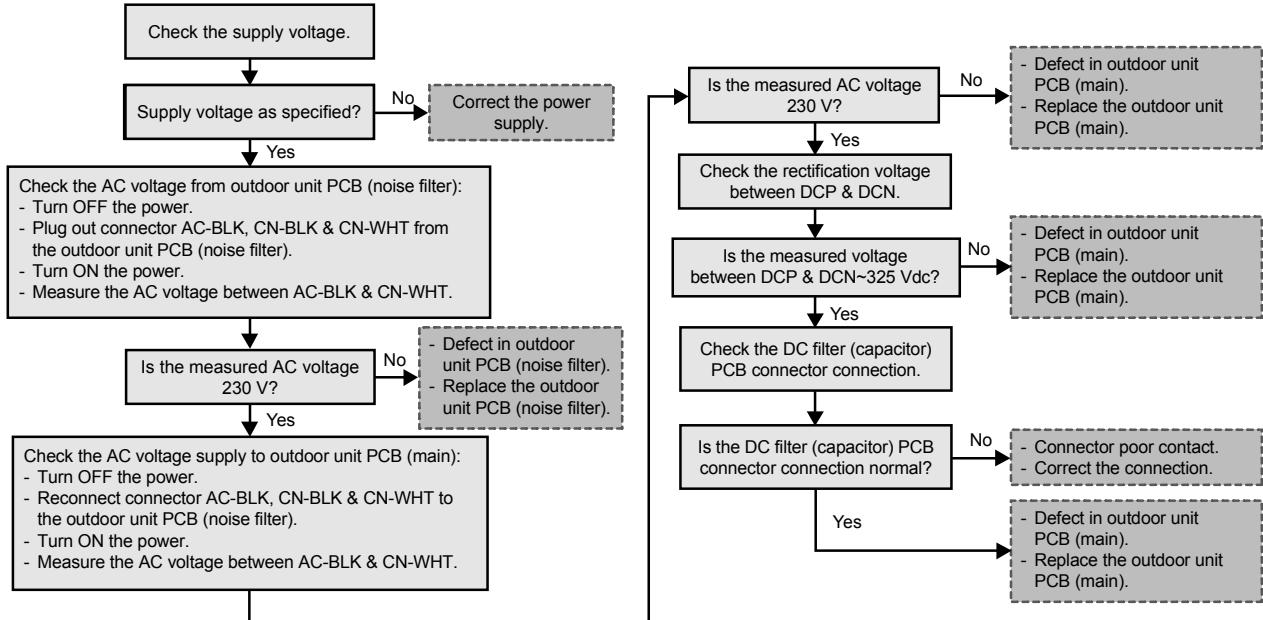 Check the supply voltage.
Supply voltage as specified?
No
Correct the power
supply.
Yes
Check the AC voltage from outdoor unit PCB (noise filter):
- Turn OFF the power.
- Plug out connector AC-BLK, CN-BLK & CN-WHT from
the outdoor unit PCB (noise filter).
- Turn ON the power.
- Measure the AC voltage between AC-BLK & CN-WHT.
Is the measured AC voltage
230 V?
No
- Defect in outdoor
unit PCB (noise filter).
- Replace the outdoor
unit PCB (noise filter).
Yes
Check the AC voltage supply to outdoor unit PCB (main):
- Turn OFF the power.
- Reconnect connector AC-BLK, CN-BLK & CN-WHT to
the outdoor unit PCB (noise filter).
- Turn ON the power.
- Measure the AC voltage between AC-BLK & CN-WHT.
Is the measured AC voltage
230 V?
No
- Defect in outdoor unit
PCB (main).
- Replace the outdoor unit
PCB (main).
Yes
Check the rectification voltage
between DCP & DCN.
Is the measured voltage
between DCP & DCN~325 Vdc?
No
- Defect in outdoor unit
PCB (main).
- Replace the outdoor unit
PCB (main).
Yes
Check the DC filter (capacitor)
PCB connector connection.
Is the DC filter (capacitor) PCB
connector connection normal?
No
- Connector poor contact.
- Correct the connection.
Yes
- Defect in outdoor unit
PCB (main).
- Replace the outdoor unit
PCB (main).